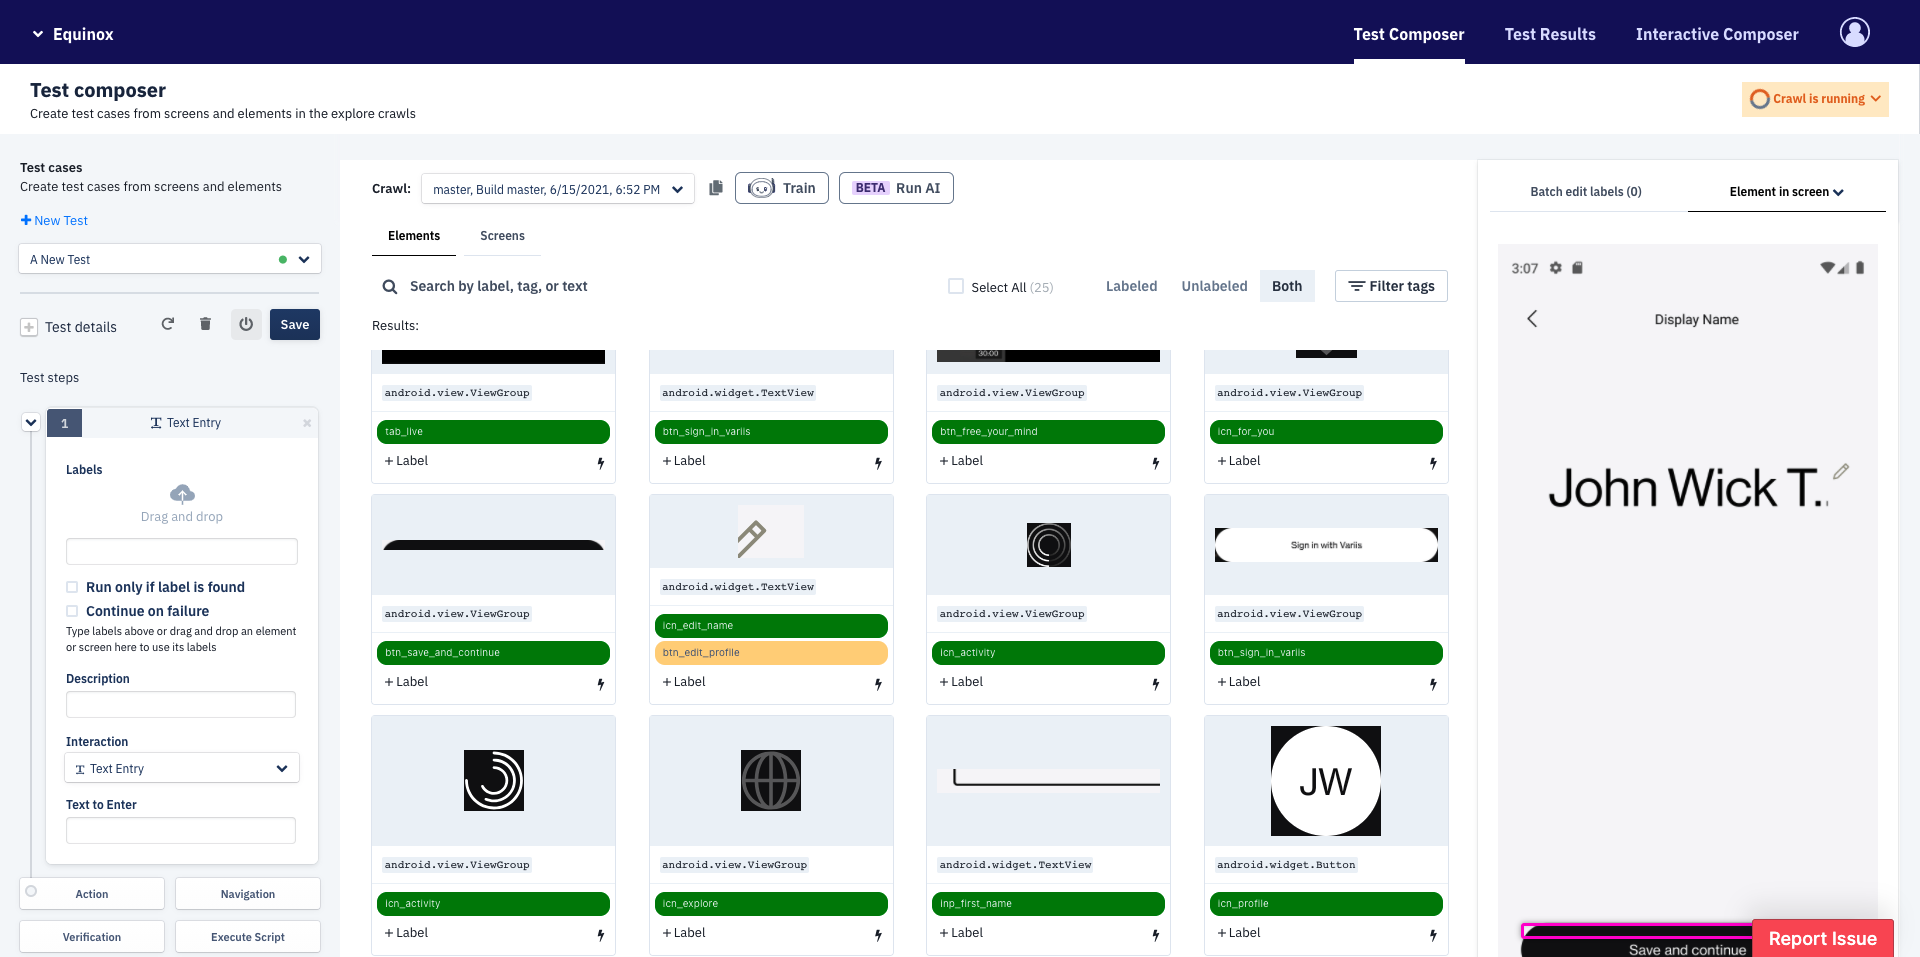 Equinox
Test Composer
Test Results
Interactive Composer
Test composer
Create test cases from screens and elements in the explore crawls
Crawl is running
Test cases
Create test cases from screens and elements
New Test
A New Test
Test details
Save
Test steps
1
Text Entry
Labels
Drag and drop
Run only if label is found
Continue on failure
Type labels above or drag and drop an element
or screen here to use its labels
Description
Interaction
Text Entry
Text to Enter
Action
Navigation
Verification
Execute Script
Crawl:
master, Build master, 6/15/2021, 6:52 PM
Train
BETA Run AI
Elements
Screens
Search by label, tag, or text
Select All (25)
Labeled
Unlabeled
Both
Filter tags
Results:
30:00
android.view.ViewGroup
android.widget.TextView
android.view.ViewGroup
android.view.ViewGroup
tab_live
btn_sign_in_variis
btn_free_your_mind
icn_for_you
+ Label
+ Label
+ Label
+ Label
Sign in with Variis
android.view.ViewGroup
android.widget.TextView
android.view.ViewGroup
android.view.ViewGroup
btn_save_and_continue
icn_edit_name
btn_edit_profile
icn_activity
btn_sign_in_variis
+ Label
+ Label
+ Label
+ Label
JW
android.view.ViewGroup
android.view.ViewGroup
android.widget.TextView
android.widget.Button
icn_activity
icn_explore
inp_first_name
icn_profile
+ Label
+ Label
+ Label
+ Label
Batch edit labels (0)
Element in screen
3:07
Display Name
John Wick T..
Save and continue
Report Issue